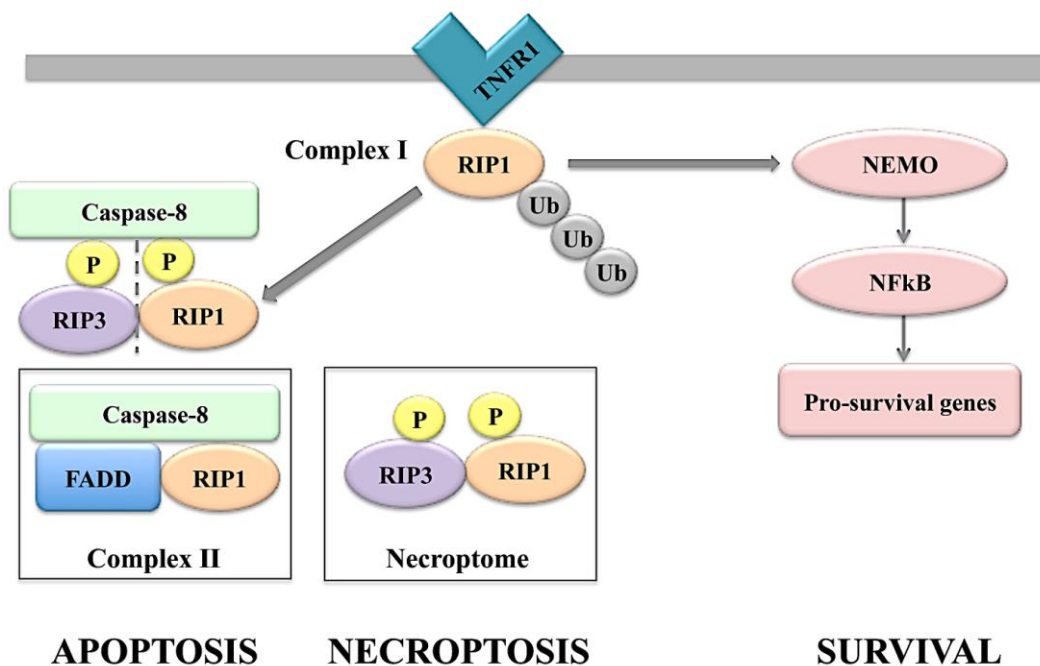 TNFR1
Complex I
RIP1
NEMO
Ub
Ub
Ub
Caspase-8
P
P
RIP3
RIP1
NFkB
Caspase-8
FADD
RIP1
Complex II
P
P
RIP3
RIP1
Necroptome
Pro-survival genes
APOPTOSIS
NECROPTOSIS
SURVIVAL